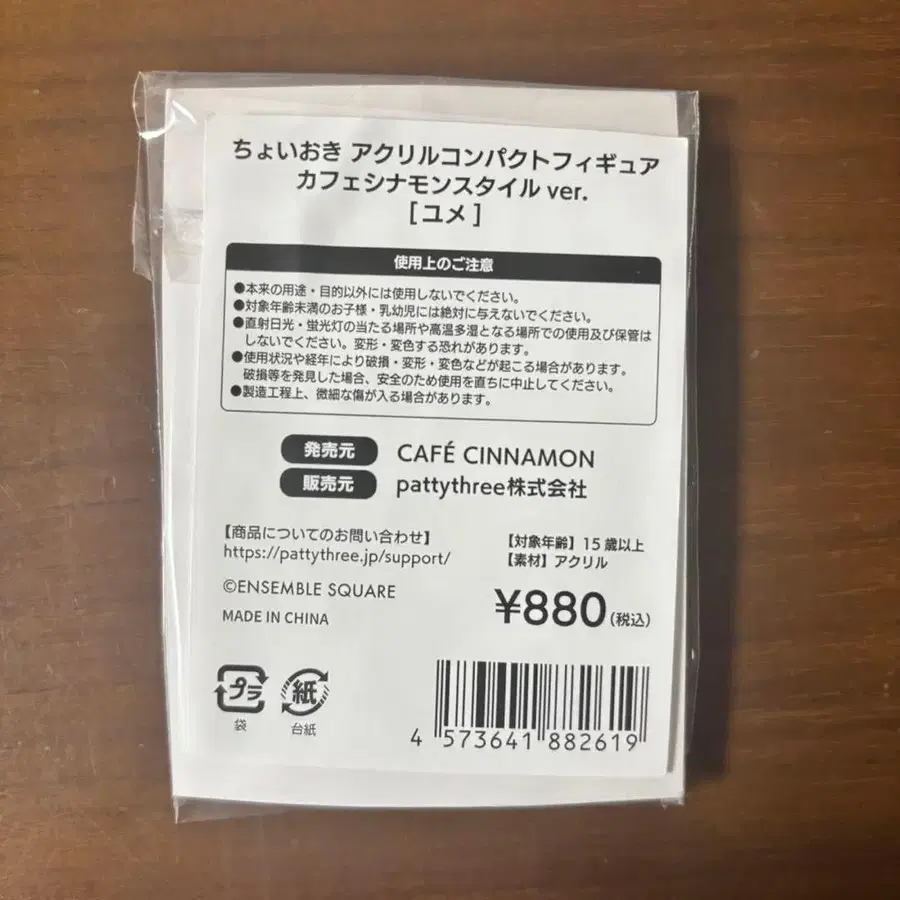 ちょいおき アクリルコンパクトフィギュア
カフェシナモンスタイル ver.
[ユメ]
使用上のご注意
●本来の用途・目的以外には使用しないでください。
●対象年齢未満のお子様・乳幼児には絶対に与えないでください。
●直射日光・蛍光灯の当たる場所や高温多湿となる場所での使用及び保管は
しないでください。変形・変色する恐れがあります。
●使用状況や経年により破損・変形・変色などが起こる場合があります。
破損等を発見した場合、安全のため使用を直ちに中止してください。
●製造工程上、微細な傷が入る場合があります。
発売元 CAFÉ CINNAMON
販売元 pattythree株式会社
【商品についてのお問い合わせ】
https://pattythree.jp/support/
【対象年齢】15歳以上
【素材】アクリル
©ENSEMBLE SQUARE
MADE IN CHINA
¥880(税込)
プラ
袋
紙
台紙
4 573641 882619